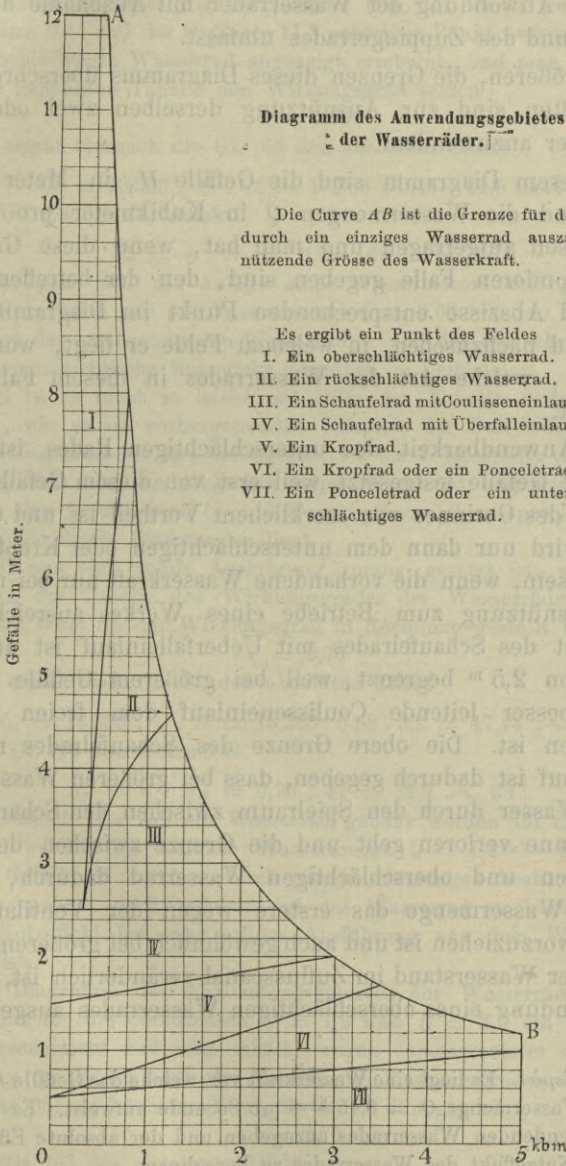 Diagramm des Anwendungsgebietes
der Wasserräder.
Die Curve AB ist die Grenze für d
durch ein einziges Wasserrad ausz
nützende Grösse des Wasserkraft.
Es ergibt ein Punkt des Feldes
I. Ein oberschlächtiges Wasserrad.
II. Ein rückschlächtiges Wasserrad.
III. Ein Schaufelrad mit Coulisseneinlau
IV. Ein Schaufelrad mit Überfalleinlau
V. Ein Kropfrad.
VI. Ein Kropfrad oder ein Ponceletrad
VII. Ein Ponceletrad oder ein unter
schlächtiges Wasserrad.
Gefälle in Meter.
12
A
11
10
9
8
I
7
6
5
II
4
III
3
IV
2
V
B
1
VI
VII
0
1
2
3
4
5 kbm